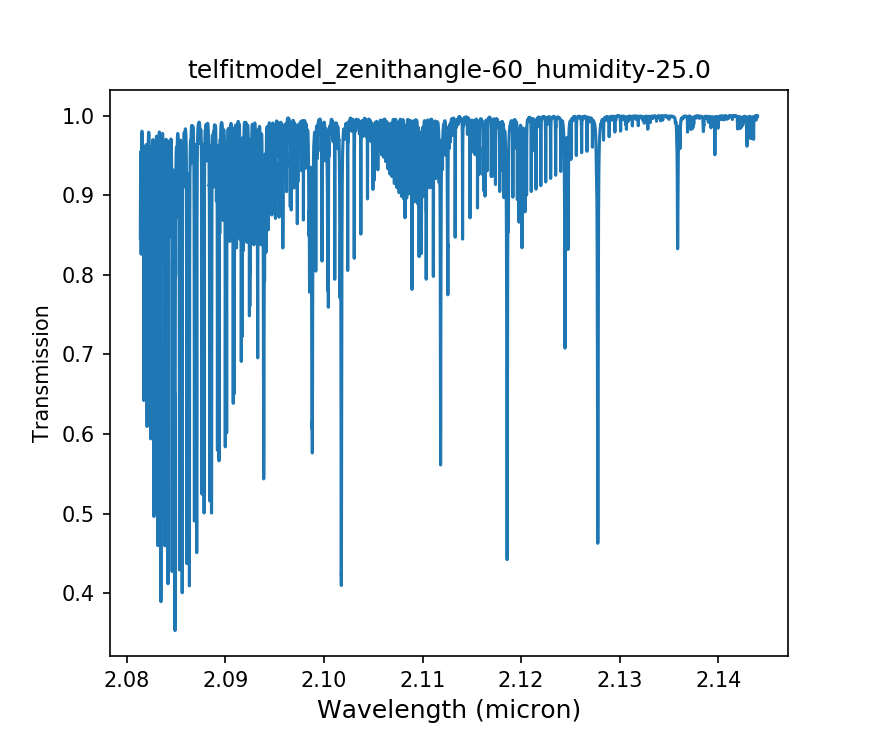 telfitmodel_zenithangle-60_humidity-25.0
1.0
0.9
0.8
0.7
0.6
0.5
0.4
Transmission
2.08 2.09 2.10 2.11 2.12 2.13 2.14
Wavelength (micron)